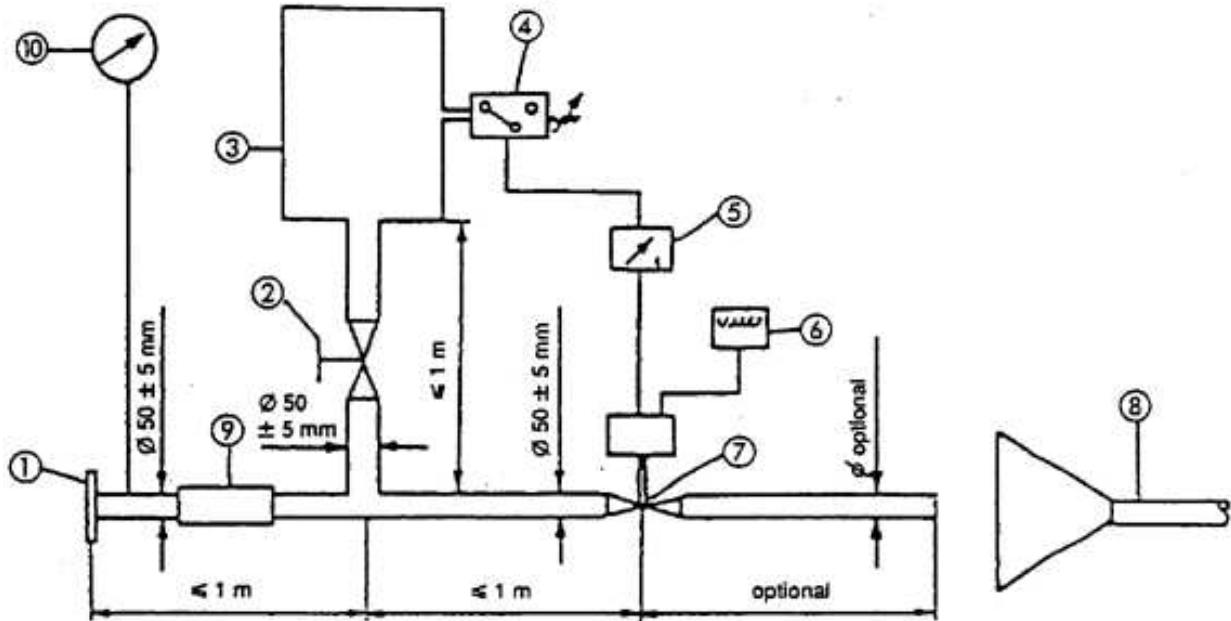 ⑩
④
③
⑤
②
⑥
Ø 50 ± 5 mm
Ø 50
± 5 mm
⩽ 1 m
Ø 50 ± 5 mm
Ø optional
⑨
⑦
⑧
①
⩽ 1 m
⩽ 1 m
optional